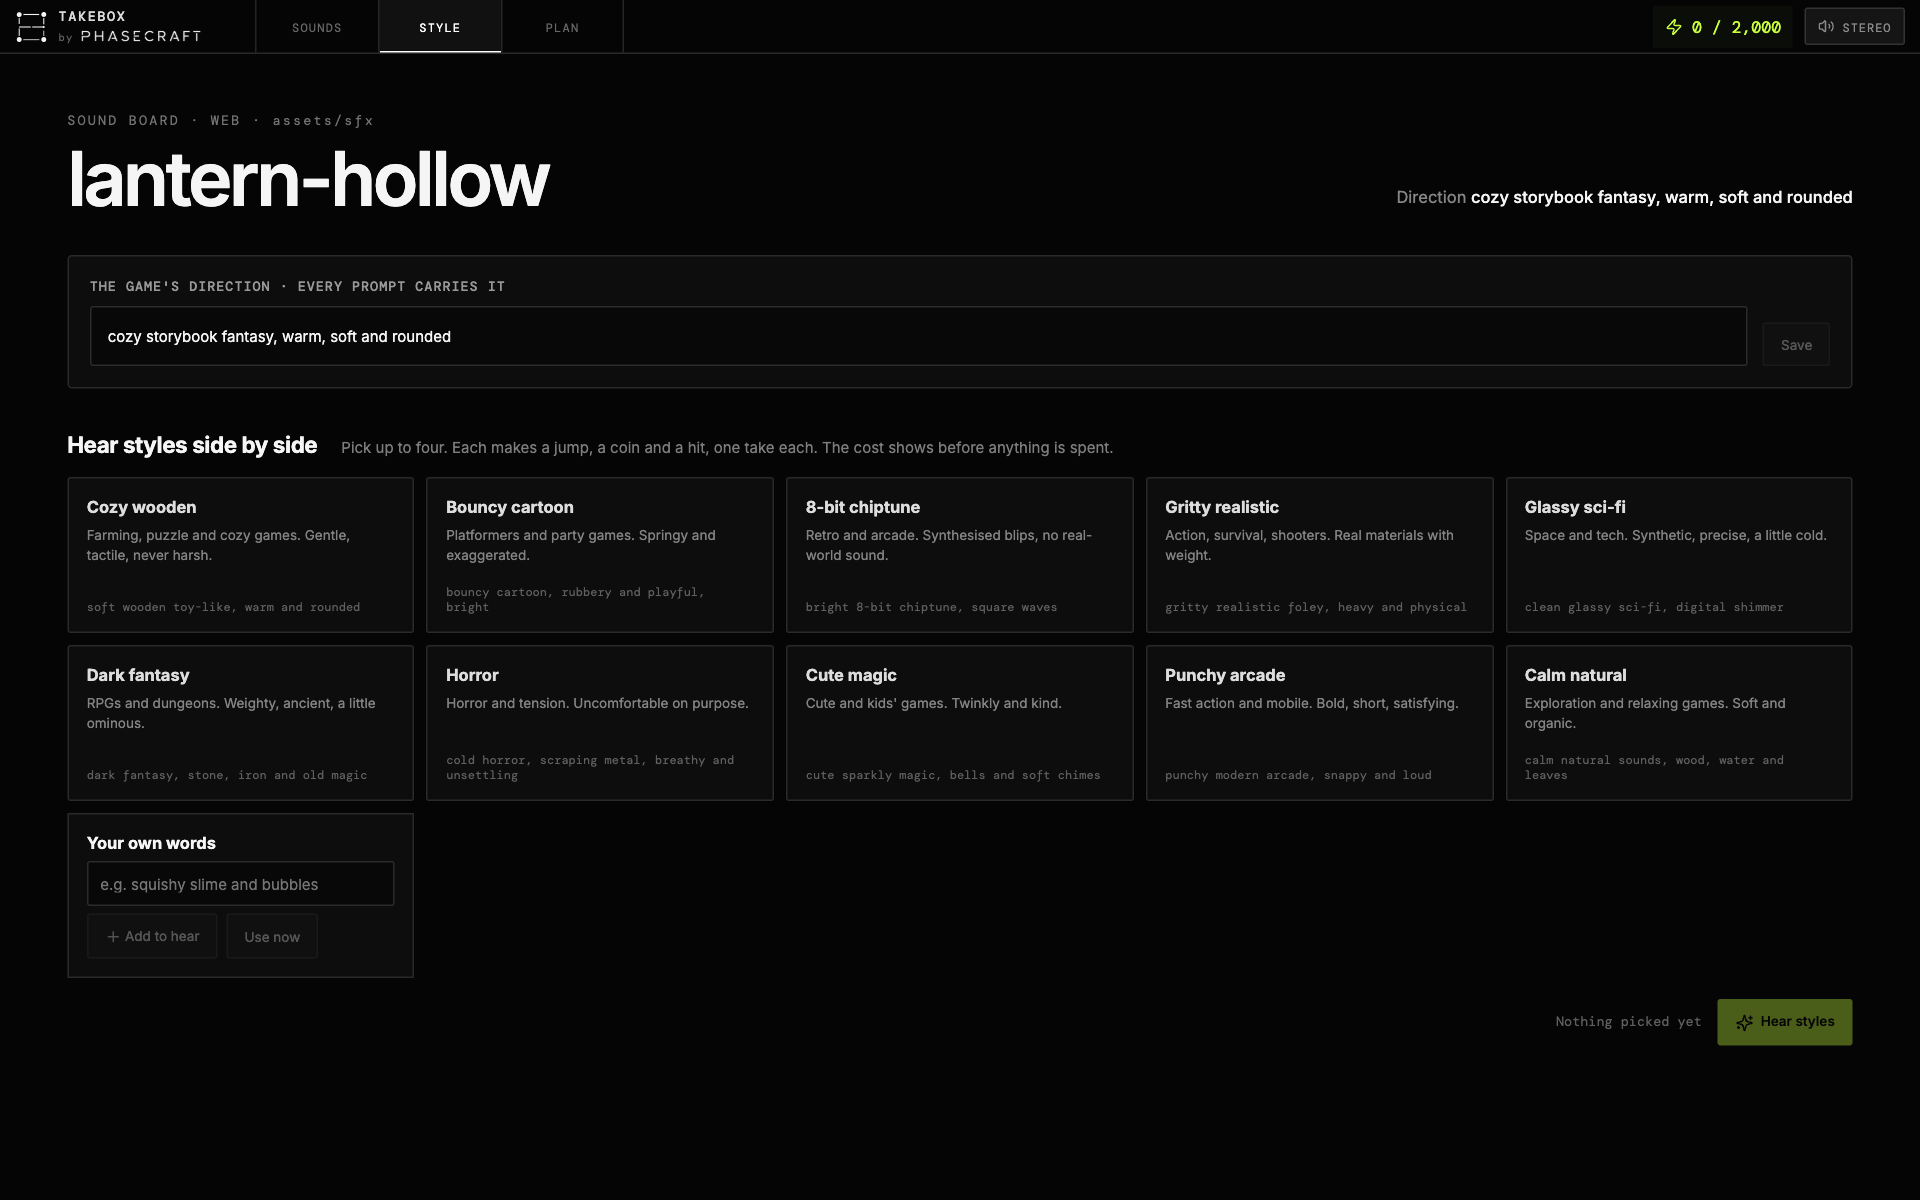 TAKEBOX
by PHASECRAFT
SOUNDS
STYLE
PLAN
0 / 2,000
STEREO
SOUND BOARD · WEB · assets/sfx
lantern-hollow
Direction cozy storybook fantasy, warm, soft and rounded
THE GAME'S DIRECTION · EVERY PROMPT CARRIES IT
cozy storybook fantasy, warm, soft and rounded
Save
Hear styles side by side
Pick up to four. Each makes a jump, a coin and a hit, one take each. The cost shows before anything is spent.
Cozy wooden
Farming, puzzle and cozy games. Gentle,
tactile, never harsh.
soft wooden toy-like, warm and rounded
Bouncy cartoon
Platformers and party games. Springy and
exaggerated.
bouncy cartoon, rubbery and playful,
bright
8-bit chiptune
Retro and arcade. Synthesised blips, no real-
world sound.
bright 8-bit chiptune, square waves
Gritty realistic
Action, survival, shooters. Real materials with
weight.
gritty realistic foley, heavy and physical
Glassy sci-fi
Space and tech. Synthetic, precise, a little cold.
clean glassy sci-fi, digital shimmer
Dark fantasy
RPGs and dungeons. Weighty, ancient, a little
ominous.
dark fantasy, stone, iron and old magic
Horror
Horror and tension. Uncomfortable on purpose.
cold horror, scraping metal, breathy and
unsettling
Cute magic
Cute and kids' games. Twinkly and kind.
cute sparkly magic, bells and soft chimes
Punchy arcade
Fast action and mobile. Bold, short, satisfying.
punchy modern arcade, snappy and loud
Calm natural
Exploration and relaxing games. Soft and
organic.
calm natural sounds, wood, water and
leaves
Your own words
e.g. squishy slime and bubbles
+ Add to hear
Use now
Nothing picked yet
Hear styles